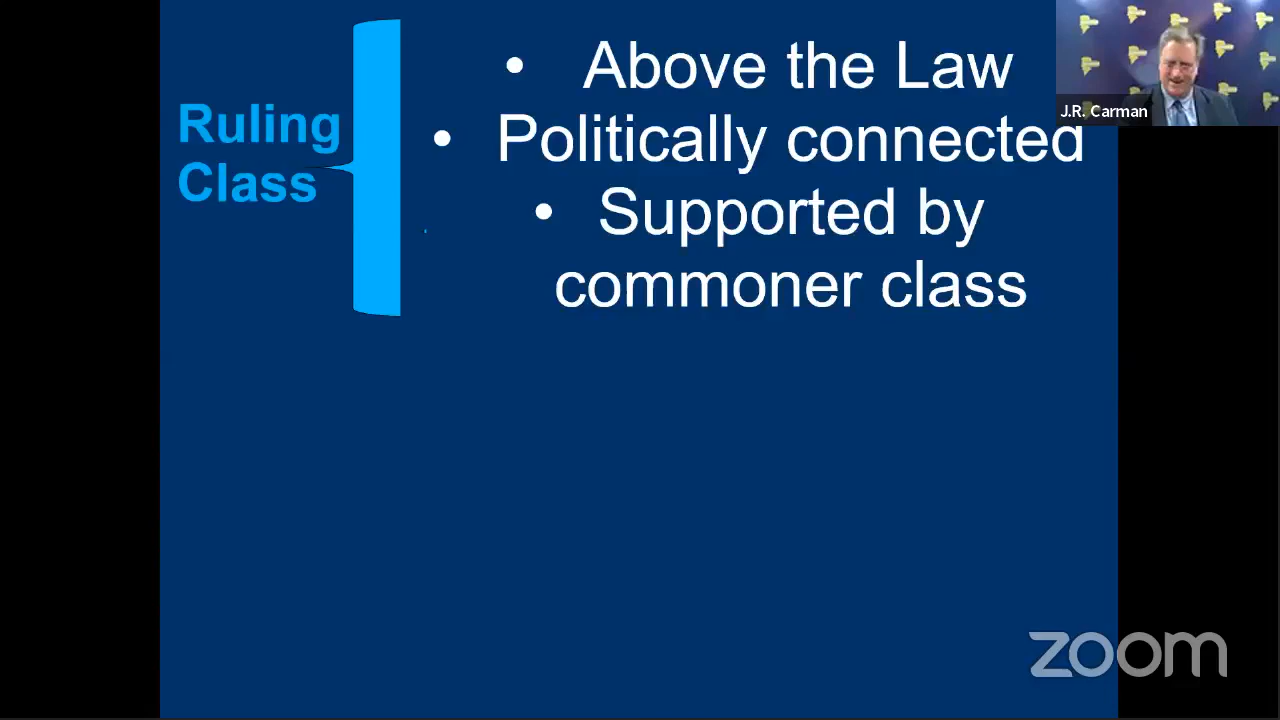 Ruling
Class
• Above the Law
• Politically connected
• Supported by
commoner class
J.R. Carman
zoom